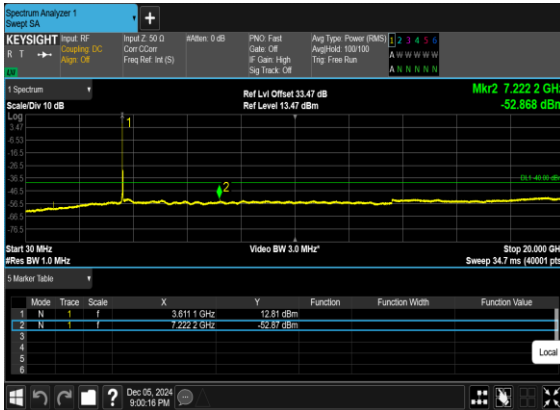 Spectrum Analyzer 1
Swept SA
+
KEYSIGHT
R T
Input: RF
Coupling: DC
Align: Off
Input Z: 50 Ω
Corr CCorr
Freq Ref: Int (S)
#Atten: 0 dB
PNO: Fast
Gate: Off
IF Gain: High
Sig Track: Off
Avg Type: Power (RMS)
Avg|Hold: 100/100
Trig: Free Run
1 2 3 4 5 6
A W W W W W
A N N N N N
1 Spectrum
Scale/Div 10 dB
Ref Lvl Offset 33.47 dB
Ref Level 13.47 dBm
Mkr2 7.222 2 GHz
-52.868 dBm
Log
3.47
-6.53
-16.5
-26.5
-36.5
-46.5
-56.5
-66.5
-76.5
1
2
DL1 -40.00 dBm
Start 30 MHz
#Res BW 1.0 MHz
Video BW 3.0 MHz*
Stop 20.000 GHz
Sweep 34.7 ms (40001 pts)
5 Marker Table
Mode Trace Scale X Y Function Function Width Function Value
1 N 1 f 3.611 1 GHz 12.81 dBm
2 N 1 f 7.222 2 GHz -52.87 dBm
3
4
5
6
Local
?
Dec 05, 2024
9:00:16 PM